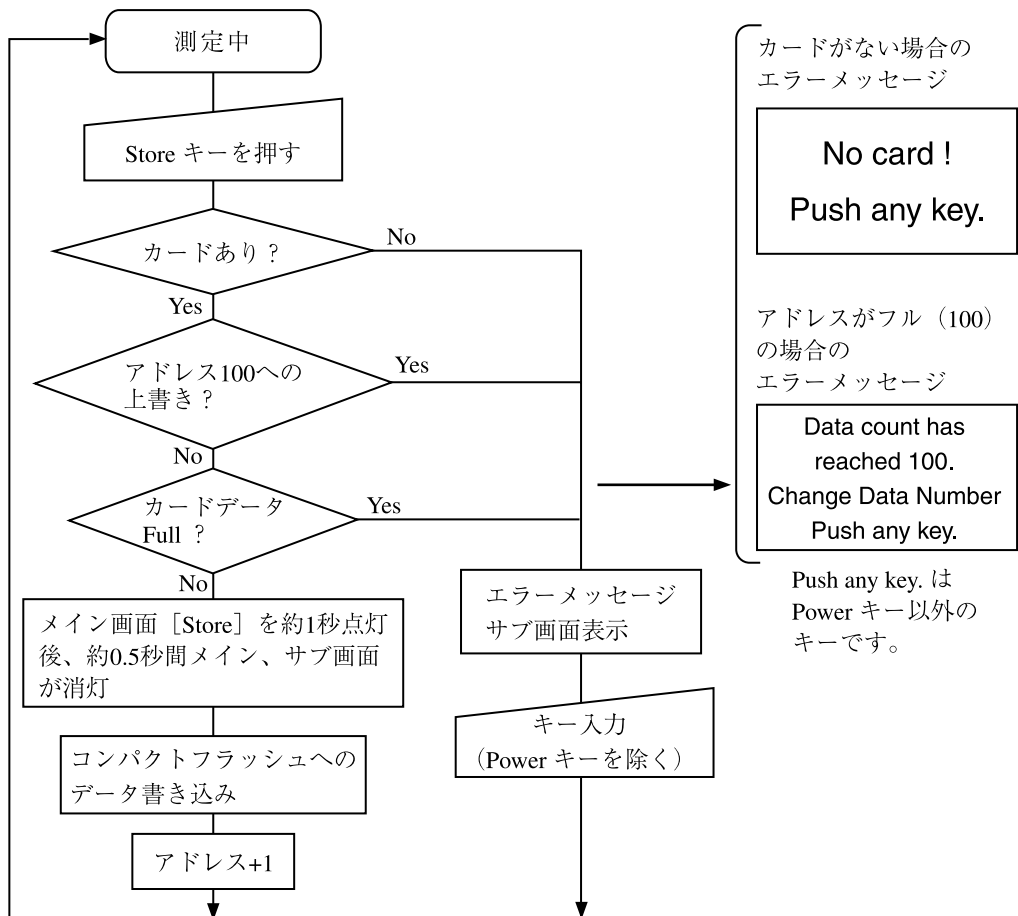 測定中
Store キーを押す
カードあり ?
No
Yes
アドレス100への
上書き ?
Yes
No
カードデータ
Full ?
Yes
No
メイン画面［Store］を約1秒点灯
後、約0.5秒間メイン、サブ画面
が消灯
コンパクトフラッシュへの
データ書き込み
アドレス+1
エラーメッセージ
サブ画面表示
キー入力
（Power キーを除く）
カードがない場合の
エラーメッセージ
No card !
Push any key.
アドレスがフル（100）
の場合の
エラーメッセージ
Data count has
reached 100.
Change Data Number
Push any key.
Push any key. は
Power キー以外の
キーです。